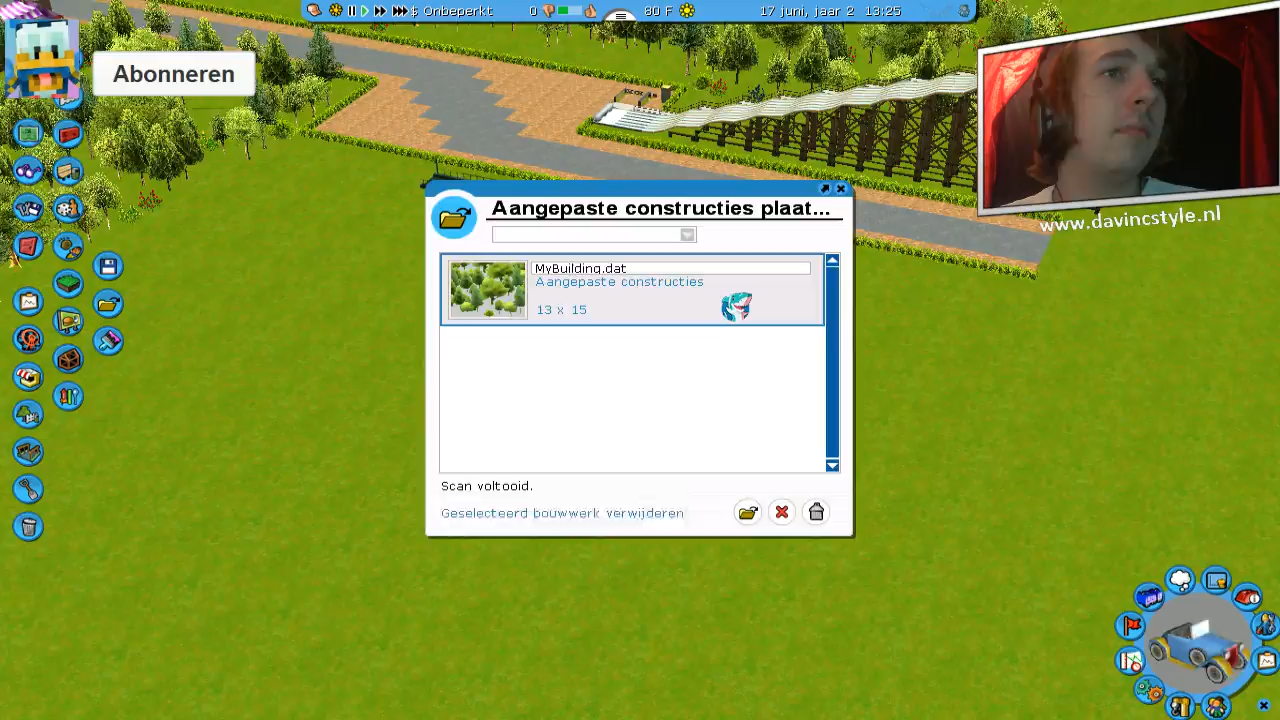 $ Onbeperkt
0
80 F
17 juni, jaar 2
13:25
Abonneren
www.davincstyle.nl
Aangepaste constructies plaat...
MyBuilding.dat
Aangepaste constructies
13 x 15
Scan voltooid.
Geselecteerd bouwwerk verwijderen